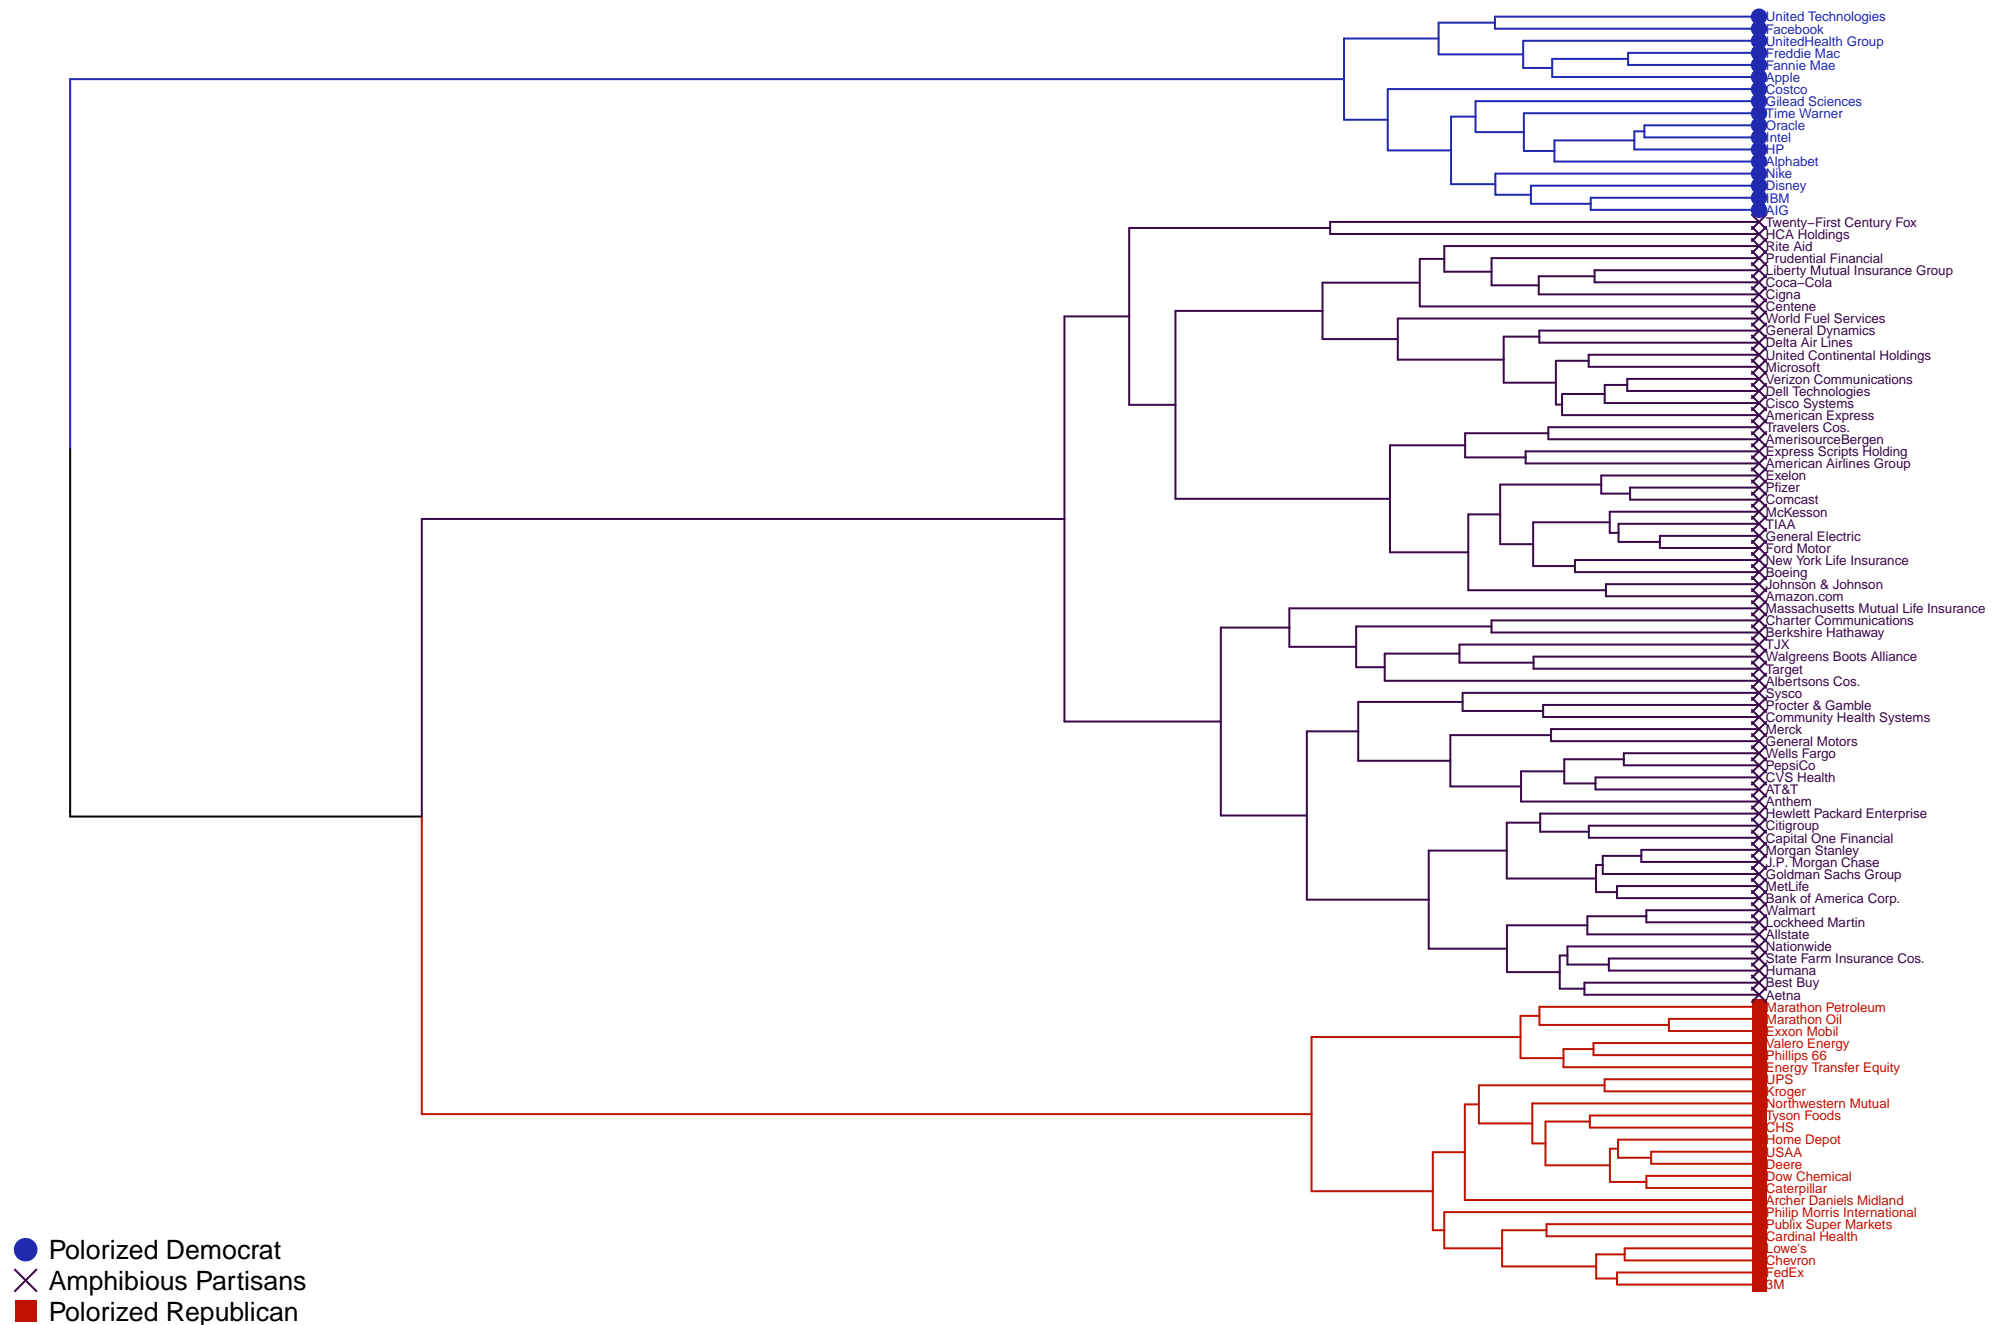 United Technologies
Facebook
UnitedHealth Group
Freddie Mac
Fannie Mae
Apple
Costco
Gilead Sciences
Time Warner
Oracle
Intel
HP
Alphabet
Nike
Disney
IBM
AIG
Twenty−First Century Fox
HCA Holdings
Rite Aid
Prudential Financial
Liberty Mutual Insurance Group
Coca−Cola
Cigna
Centene
World Fuel Services
General Dynamics
Delta Air Lines
United Continental Holdings
Microsoft
Verizon Communications
Dell Technologies
Cisco Systems
American Express
Travelers Cos.
AmerisourceBergen
Express Scripts Holding
American Airlines Group
Exelon
Pfizer
Comcast
McKesson
TIAA
General Electric
Ford Motor
New York Life Insurance
Boeing
Johnson & Johnson
Amazon.com
Massachusetts Mutual Life Insurance
Charter Communications
Berkshire Hathaway
TJX
Walgreens Boots Alliance
Target
Albertsons Cos.
Sysco
Procter & Gamble
Community Health Systems
Merck
General Motors
Wells Fargo
PepsiCo
CVS Health
AT&T
Anthem
Hewlett Packard Enterprise
Citigroup
Capital One Financial
Morgan Stanley
J.P. Morgan Chase
Goldman Sachs Group
MetLife
Bank of America Corp.
Walmart
Lockheed Martin
Allstate
Nationwide
State Farm Insurance Cos.
Humana
Best Buy
Aetna
Marathon Petroleum
Marathon Oil
Exxon Mobil
Valero Energy
Phillips 66
Energy Transfer Equity
UPS
Kroger
Northwestern Mutual
Tyson Foods
CHS
Home Depot
USAA
Deere
Dow Chemical
Caterpillar
Archer Daniels Midland
Philip Morris International
Publix Super Markets
Cardinal Health
Lowe's
Chevron
FedEx
3M
Polorized Democrat
Amphibious Partisans
Polorized Republican